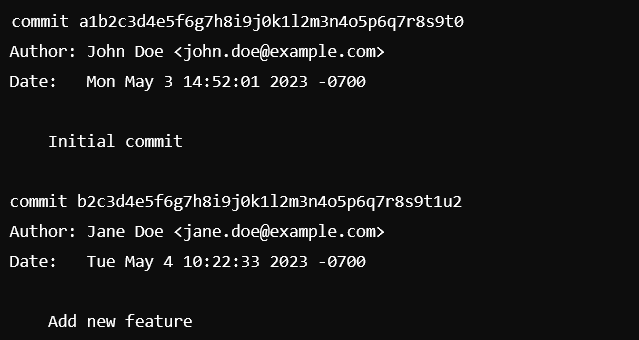 commit a1b2c3d4e5f6g7h8i9j0k1l2m3n4o5p6q7r8s9t0
Author: John Doe <john.doe@example.com>
Date:   Mon May 3 14:52:01 2023 -0700
Initial commit
commit b2c3d4e5f6g7h8i9j0k1l2m3n4o5p6q7r8s9t1u2
Author: Jane Doe <jane.doe@example.com>
Date:   Tue May 4 10:22:33 2023 -0700
Add new feature